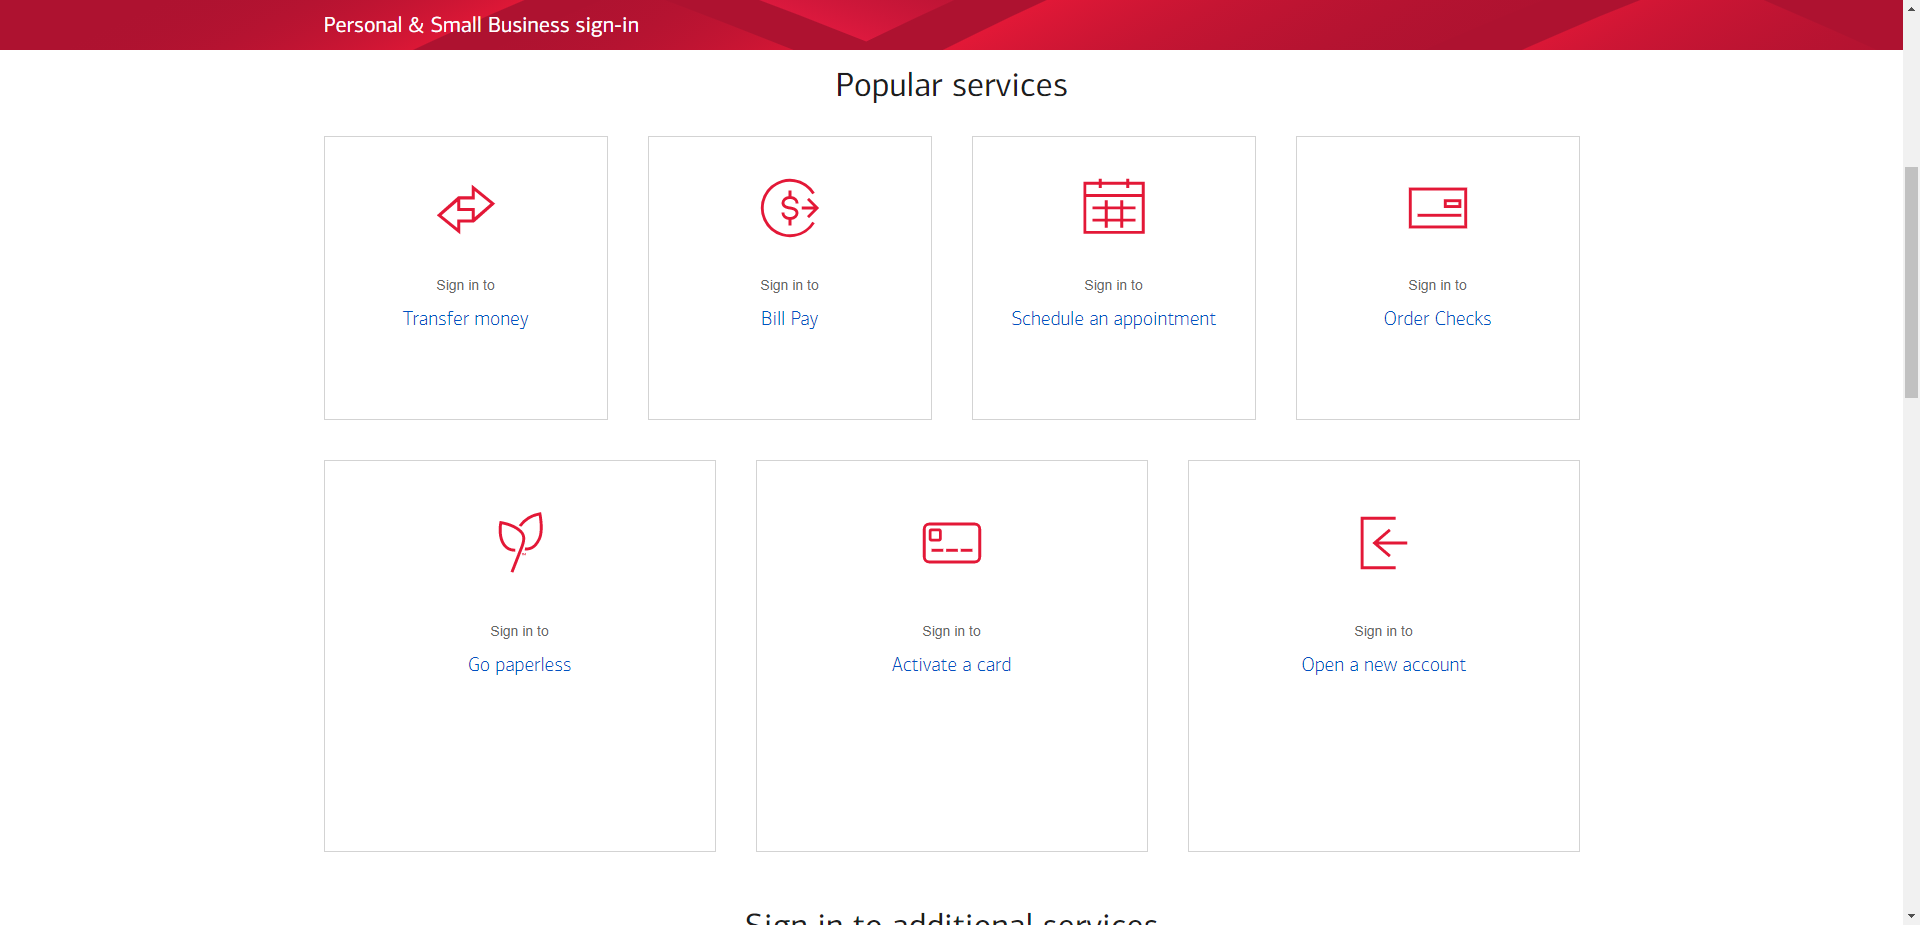 Personal & Small Business sign-in
Popular services
Sign in to
Transfer money
Sign in to
Bill Pay
Sign in to
Schedule an appointment
Sign in to
Order Checks
Sign in to
Go paperless
Sign in to
Activate a card
Sign in to
Open a new account
Sign in to additional services